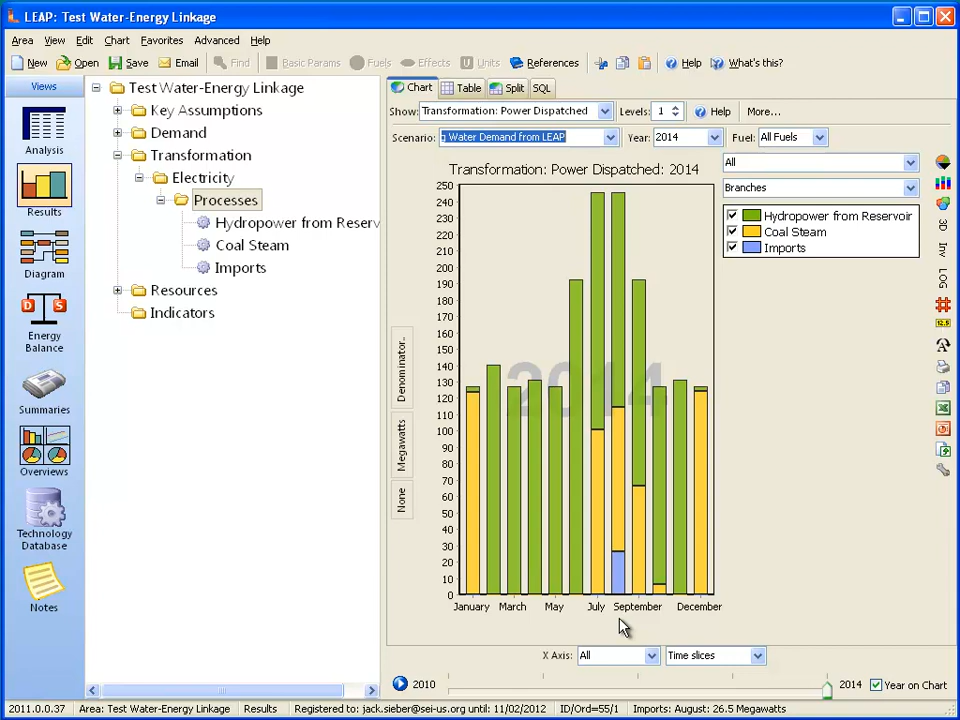 LEAP: Test Water-Energy Linkage
Area View Edit Chart Favorites Advanced Help
New Open Save Email Find Basic Params Fuels Effects Units References Help What's this?
Views
Analysis
Results
Diagram
Energy
Balance
Summaries
Overviews
Technology
Database
Notes
Test Water-Energy Linkage
Key Assumptions
Demand
Transformation
Electricity
Processes
Hydropower from Reserv
Coal Steam
Imports
Resources
Indicators
Chart Table Split SQL
Show: Transformation: Power Dispatched Levels: 1 Help More...
Scenario: Water Demand from LEAP Year: 2014 Fuel: All Fuels
Transformation: Power Dispatched: 2014
All
Branches
Hydropower from Reservoir
Coal Steam
Imports
250
240
230
220
210
200
190
180
170
160
150
140
130
120
110
100
90
80
70
60
50
40
30
20
10
0
2014
Denominator..
Megawatts
None
January March May July September December
3D
Inv
LOG
12.5
X Axis: All Time slices
2010 2014 Year on Chart
2011.0.0.37 Area: Test Water-Energy Linkage Results Registered to: jack.sieber@sei-us.org until: 11/02/2012 ID/Ord=55/1 Imports: August: 26.5 Megawatts